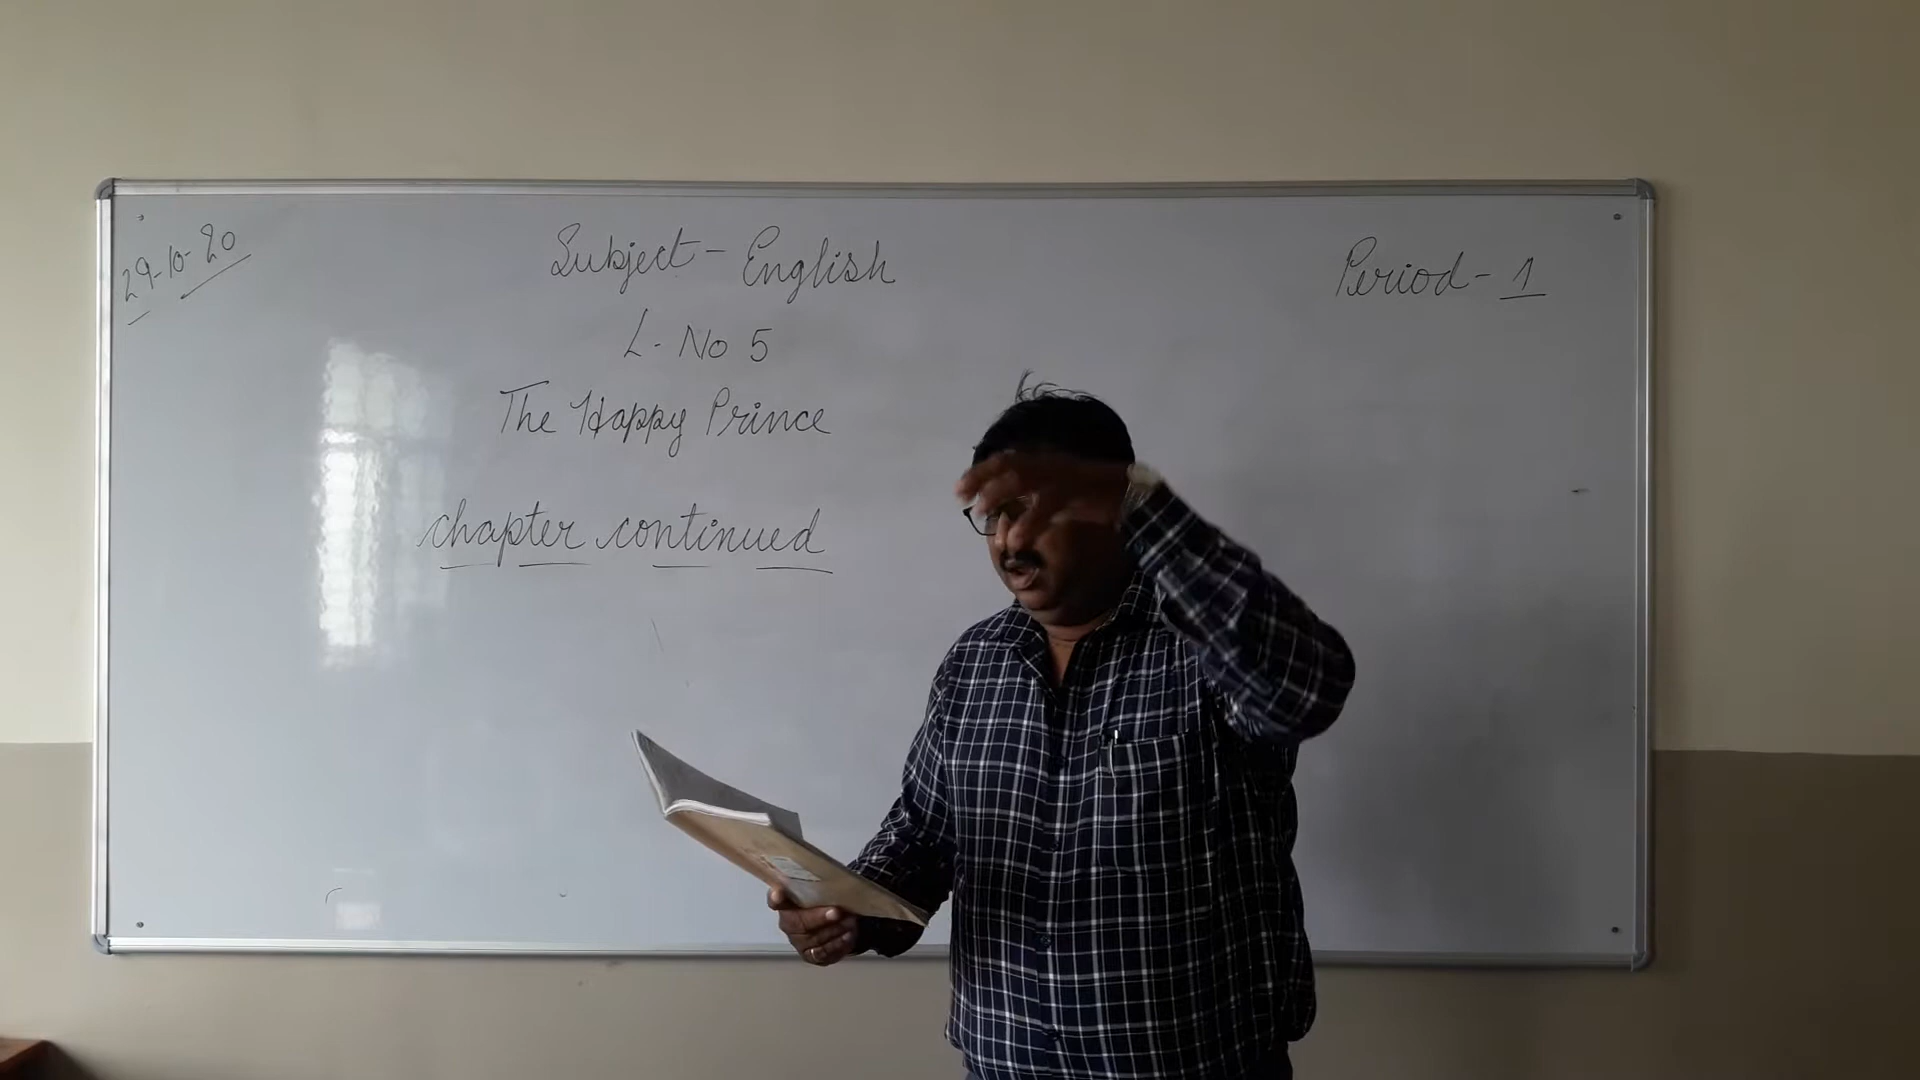 29-10-20
Subject - English
Period - 1
L. No 5
The Happy Prince
chapter continued